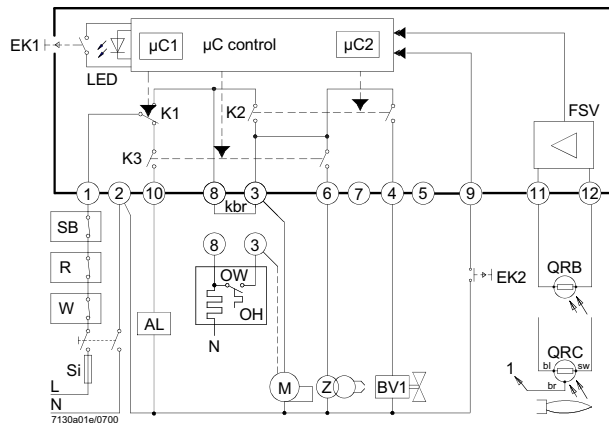 EK1
LED
µC1
µC control
µC2
FSV
K1
K2
K3
1
2
10
8
3
6
7
4
5
9
11
12
kbr
SB
R
W
Si
L
N
AL
8
3
OW
OH
N
M
Z
BV1
EK2
QRB
QRC
bl
sw
br
1
7130a01e/0700